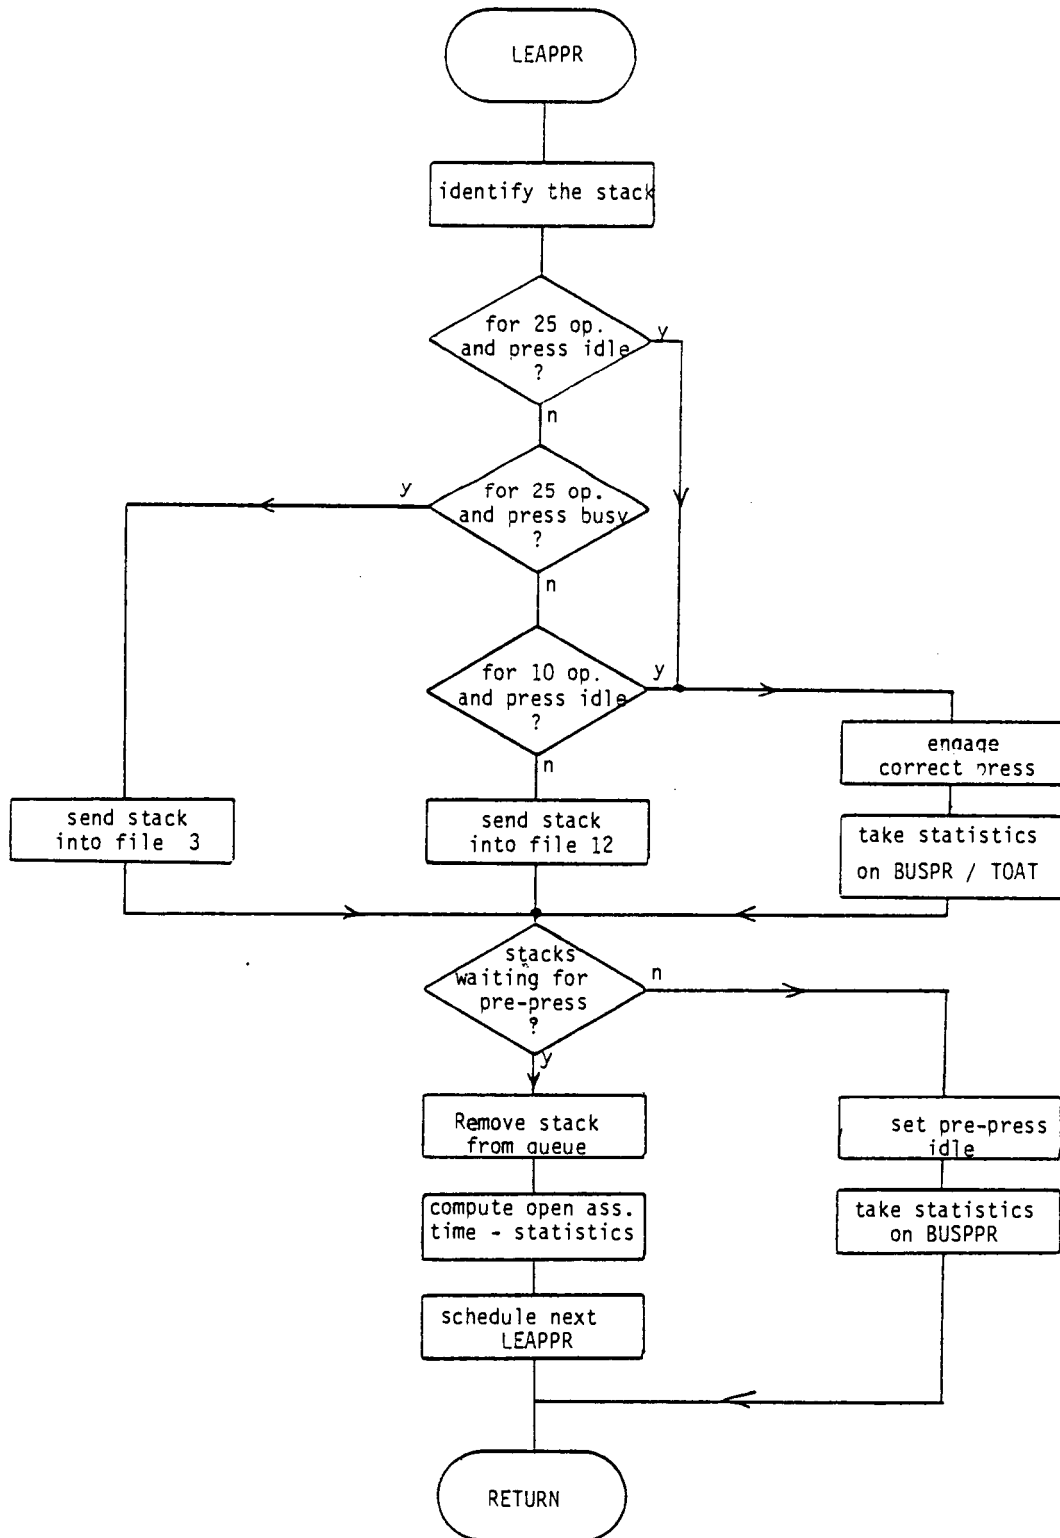 LEAPPR
identify the stack
for 25 op.
and press idle
?
y
n
for 25 op.
and press busy
?
y
n
for 10 op.
and press idle
?
y
n
engage
correct press
send stack
into file 3
send stack
into file 12
take statistics
on BUSPR / TOAT
stacks
waiting for
pre-press
?
n
y
Remove stack
from queue
set pre-press
idle
compute open ass.
time - statistics
take statistics
on BUSPPR
schedule next
LEAPPR
RETURN